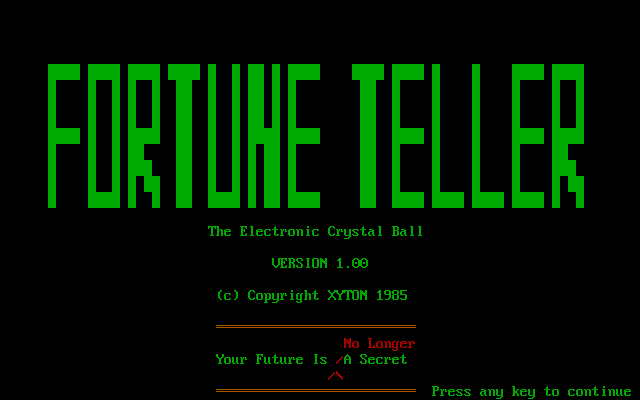 FORTUNE TELLER
The Electronic Crystal Ball
VERSION 1.00
(c) Copyright XYTON 1985
No Longer
Your Future Is /A Secret
^
Press any key to continue